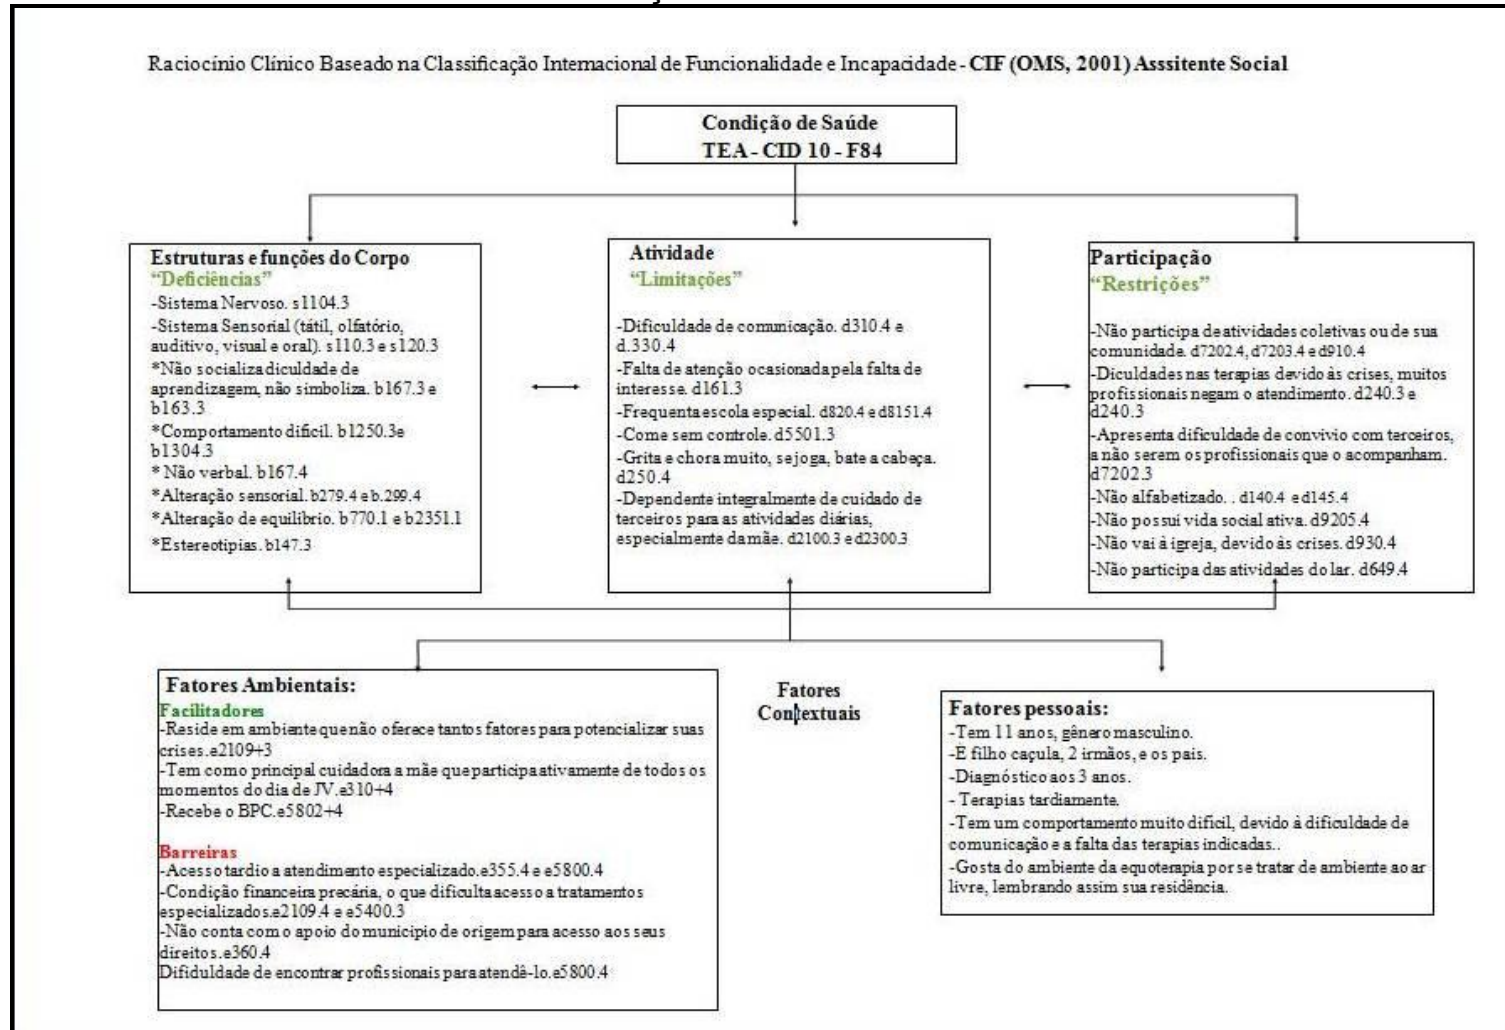 Raciocínio Clínico Baseado na Classificação Internacional de Funcionalidade e Incapacidade - CIF (OMS, 2001) Asssitente Social
Condição de Saúde
TEA - CID 10 - F84
Estruturas e funções do Corpo
“Deficiências”
-Sistema Nervoso. s1104.3
-Sistema Sensorial (tátil, olfatório,
auditivo, visual e oral). s110.3 e s120.3
*Não socializa diculdade de
aprendizagem, não simboliza. b167.3 e
b163.3
*Comportamento dificil. b1250.3e
b1304.3
* Não verbal. b167.4
*Alteração sensorial. b279.4 e b.299.4
*Alteração de equilibrio. b770.1 e b2351.1
*Estereotipias. b147.3
Atividade
“Limitações”
-Dificuldade de comunicação. d310.4 e
d.330.4
-Falta de atenção ocasionada pela falta de
interesse. d161.3
-Frequenta escola especial. d820.4 e d8151.4
-Come sem controle. d5501.3
-Grita e chora muito, se joga, bate a cabeça.
d250.4
-Dependente integralmente de cuidado de
terceiros para as atividades diárias,
especialmente da mãe. d2100.3 e d2300.3
Participação
“Restrições”
-Não participa de atividades coletivas ou de sua
comunidade. d7202.4, d7203.4 e d910.4
-Diculdades nas terapias devido às crises, muitos
profissionais negam o atendimento. d240.3 e
d240.3
-Apresenta dificuldade de convivio com terceiros,
a não serem os profissionais que o acompanham.
d7202.3
-Não alfabetizado. . d140.4 e d145.4
-Não possui vida social ativa. d9205.4
-Não vai à igreja, devido às crises. d930.4
-Não participa das atividades do lar. d649.4
Fatores Ambientais:
Facilitadores
-Reside em ambiente que não oferece tantos fatores para potencializar suas
crises.e2109+3
-Tem como principal cuidadora a mãe que participa ativamente de todos os
momentos do dia de JV.e310+4
-Recebe o BPC.e5802+4
Barreiras
-Acesso tardio a atendimento especializado.e355.4 e e5800.4
-Condição financeira precária, o que dificulta acesso a tratamentos
especializados.e2109.4 e e5400.3
-Não conta com o apoio do municipio de origem para acesso aos seus
direitos.e360.4
Difiduldade de encontrar profissionais para atendê-lo.e5800.4
Fatores
Contextuais
Fatores pessoais:
-Tem 11 anos, gênero masculino.
-É filho caçula, 2 irmãos, e os pais.
-Diagnóstico aos 3 anos.
- Terapias tardiamente.
-Tem um comportamento muito dificil, devido à dificuldade de
comunicação e a falta das terapias indicadas..
-Gosta do ambiente da equoterapia por se tratar de ambiente ao ar
livre, lembrando assim sua residência.